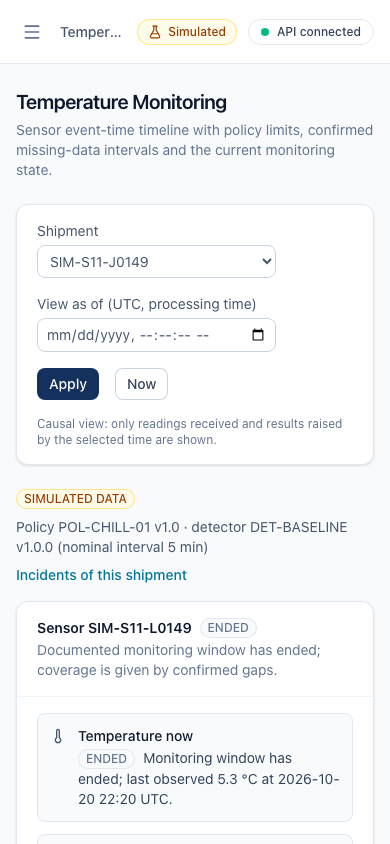 Temper...
Simulated
API connected
Temperature Monitoring
Sensor event-time timeline with policy limits, confirmed
missing-data intervals and the current monitoring
state.
Shipment
SIM-S11-J0149
View as of (UTC, processing time)
mm/dd/yyyy, --:--:-- --
Apply
Now
Causal view: only readings received and results raised
by the selected time are shown.
SIMULATED DATA
Policy POL-CHILL-01 v1.0 · detector DET-BASELINE
v1.0.0 (nominal interval 5 min)
Incidents of this shipment
Sensor SIM-S11-L0149 ENDED
Documented monitoring window has ended;
coverage is given by confirmed gaps.
Temperature now
ENDED Monitoring window has
ended; last observed 5.3 °C at 2026-10-
20 22:20 UTC.